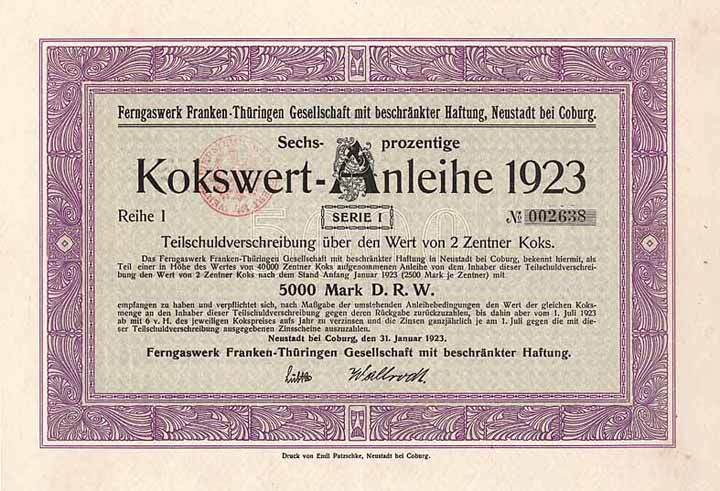 Ferngaswerk Franken-Thüringen Gesellschaft mit beschränkter Haftung, Neustadt bei Coburg.
Sechs- prozentige
Kokswert-Anleihe 1923
Reihe I SERIE I № 002638
5000
Teilschuldverschreibung über den Wert von 2 Zentner Koks.
Das Ferngaswerk Franken-Thüringen Gesellschaft mit beschränkter Haftung in Neustadt bei Coburg, bekennt hiermit, als
Teil einer in Höhe des Wertes von 40000 Zentner Koks aufgenommenen Anleihe von dem Inhaber dieser Teilschuldverschrei-
bung den Wert von 2 Zentner Koks nach dem Stand Anfang Januar 1923 (2500 Mark je Zentner) mit
5000 Mark D. R. W.
empfangen zu haben und verpflichtet sich, nach Maßgabe der umstehenden Anleihebedingungen den Wert der gleichen Koks-
menge an den Inhaber dieser Teilschuldverschreibung gegen deren Rückgabe zurückzuzahlen, bis dahin aber vom 1. Juli 1923
ab mit 6 v. H. des jeweiligen Kokspreises aufs Jahr zu verzinsen und die Zinsen ganzjährlich je am 1. Juli gegen die mit die-
ser Teilschuldverschreibung ausgegebenen Zinsscheine auszuzahlen.
Neustadt bei Coburg, den 31. Januar 1923.
Ferngaswerk Franken-Thüringen Gesellschaft mit beschränkter Haftung.
Druck von Emil Patzschke, Neustadt bei Coburg.